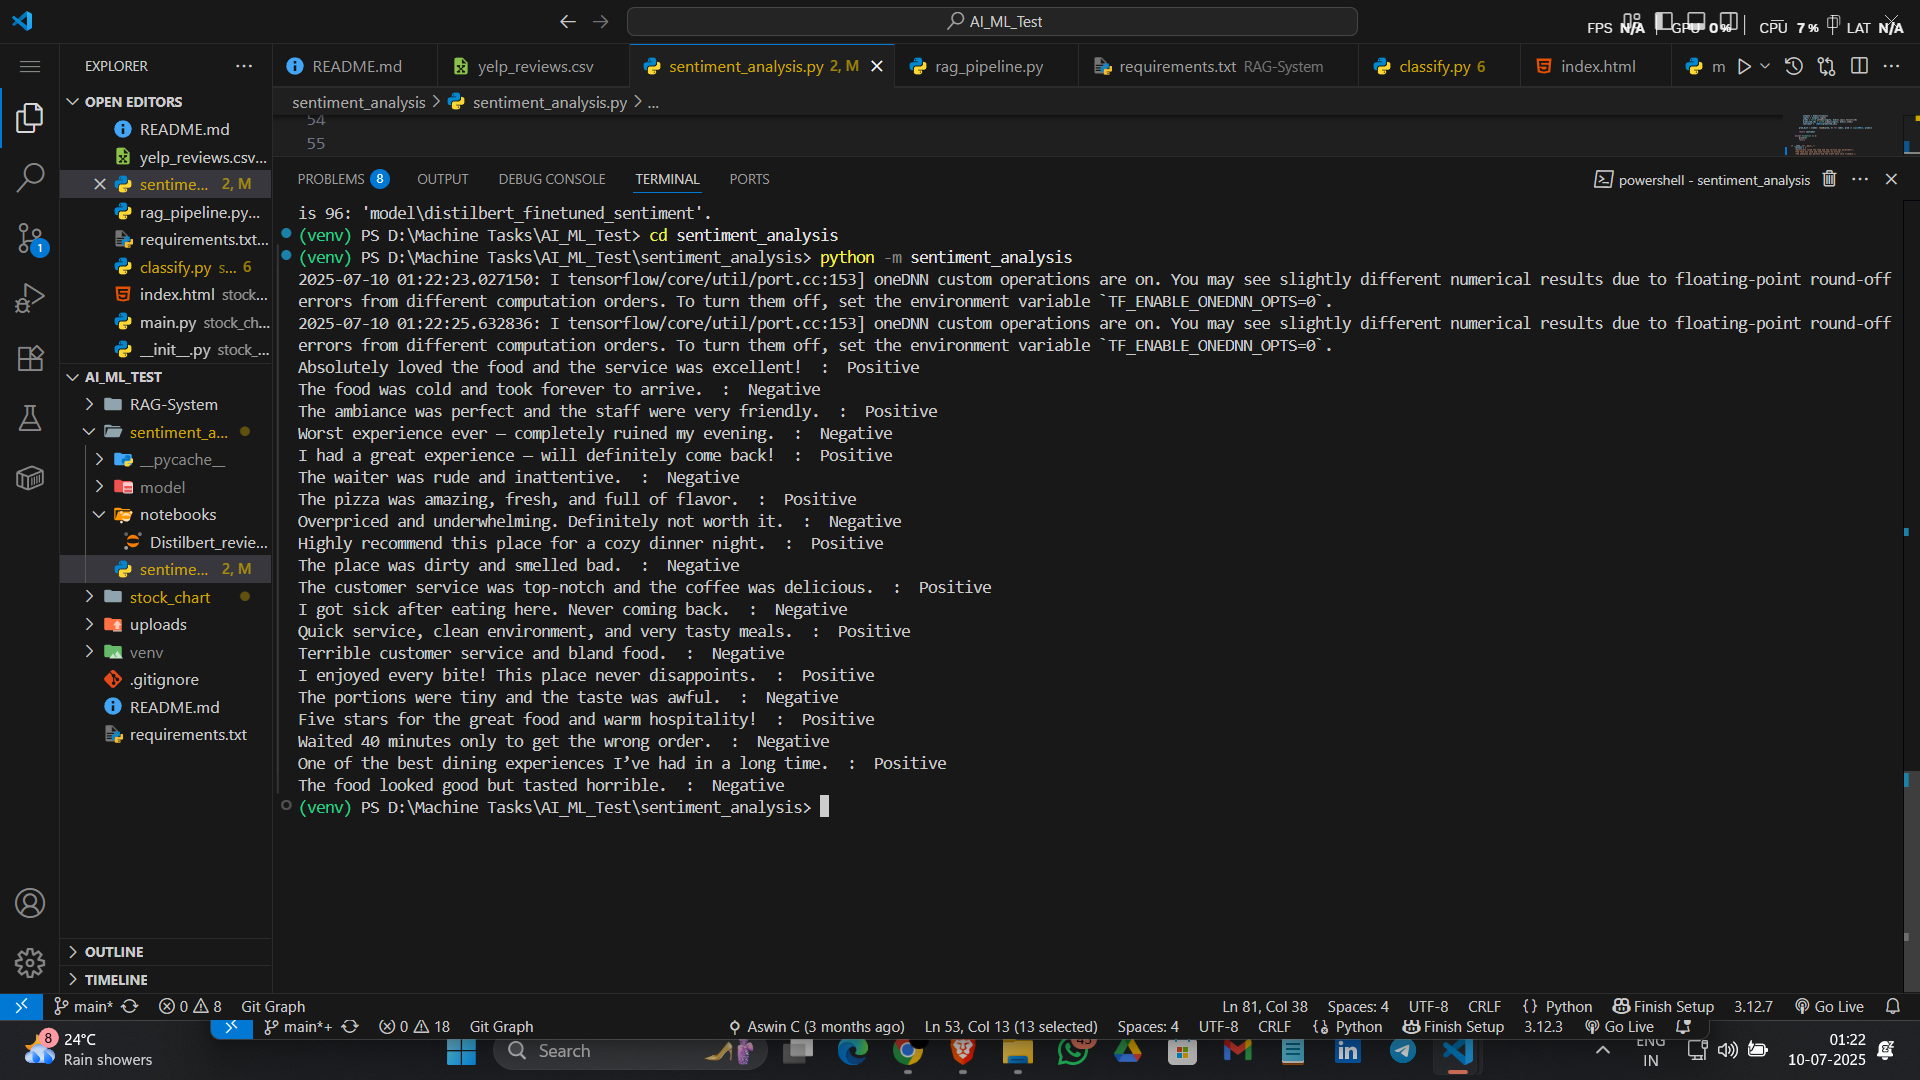 AI_ML_Test
FPS N/A GPU 0% CPU 7% LAT N/A
EXPLORER
README.md
yelp_reviews.csv
sentiment_analysis.py 2, M
rag_pipeline.py
requirements.txt RAG-System
classify.py 6
index.html
m
OPEN EDITORS
README.md
yelp_reviews.csv...
sentime... 2, M
rag_pipeline.py...
requirements.txt...
classify.py s... 6
index.html stock...
main.py stock_ch...
__init__.py stock_...
AI_ML_TEST
RAG-System
sentiment_a...
__pycache__
model
notebooks
Distilbert_revie...
sentime... 2, M
stock_chart
uploads
venv
.gitignore
README.md
requirements.txt
OUTLINE
TIMELINE
sentiment_analysis > sentiment_analysis.py > ...
54
55
PROBLEMS 8 OUTPUT DEBUG CONSOLE TERMINAL PORTS
powershell - sentiment_analysis
is 96: 'model\distilbert_finetuned_sentiment'.
(venv) PS D:\Machine Tasks\AI_ML_Test> cd sentiment_analysis
(venv) PS D:\Machine Tasks\AI_ML_Test\sentiment_analysis> python -m sentiment_analysis
2025-07-10 01:22:23.027150: I tensorflow/core/util/port.cc:153] oneDNN custom operations are on. You may see slightly different numerical results due to floating-point round-off
errors from different computation orders. To turn them off, set the environment variable `TF_ENABLE_ONEDNN_OPTS=0`.
2025-07-10 01:22:25.632836: I tensorflow/core/util/port.cc:153] oneDNN custom operations are on. You may see slightly different numerical results due to floating-point round-off
errors from different computation orders. To turn them off, set the environment variable `TF_ENABLE_ONEDNN_OPTS=0`.
Absolutely loved the food and the service was excellent!  :  Positive
The food was cold and took forever to arrive.  :  Negative
The ambiance was perfect and the staff were very friendly.  :  Positive
Worst experience ever — completely ruined my evening.  :  Negative
I had a great experience — will definitely come back!  :  Positive
The waiter was rude and inattentive.  :  Negative
The pizza was amazing, fresh, and full of flavor.  :  Positive
Overpriced and underwhelming. Definitely not worth it.  :  Negative
Highly recommend this place for a cozy dinner night.  :  Positive
The place was dirty and smelled bad.  :  Negative
The customer service was top-notch and the coffee was delicious.  :  Positive
I got sick after eating here. Never coming back.  :  Negative
Quick service, clean environment, and very tasty meals.  :  Positive
Terrible customer service and bland food.  :  Negative
I enjoyed every bite! This place never disappoints.  :  Positive
The portions were tiny and the taste was awful.  :  Negative
Five stars for the great food and warm hospitality!  :  Positive
Waited 40 minutes only to get the wrong order.  :  Negative
One of the best dining experiences I’ve had in a long time.  :  Positive
The food looked good but tasted horrible.  :  Negative
(venv) PS D:\Machine Tasks\AI_ML_Test\sentiment_analysis>
1
main* 0 8 Git Graph Ln 81, Col 38 Spaces: 4 UTF-8 CRLF {} Python Finish Setup 3.12.7 Go Live
main*+ 0 18 Git Graph Aswin C (3 months ago) Ln 53, Col 13 (13 selected) Spaces: 4 UTF-8 CRLF Python Finish Setup 3.12.3 Go Live
8
24°C
Rain showers
Search
ENG
IN
01:22
10-07-2025